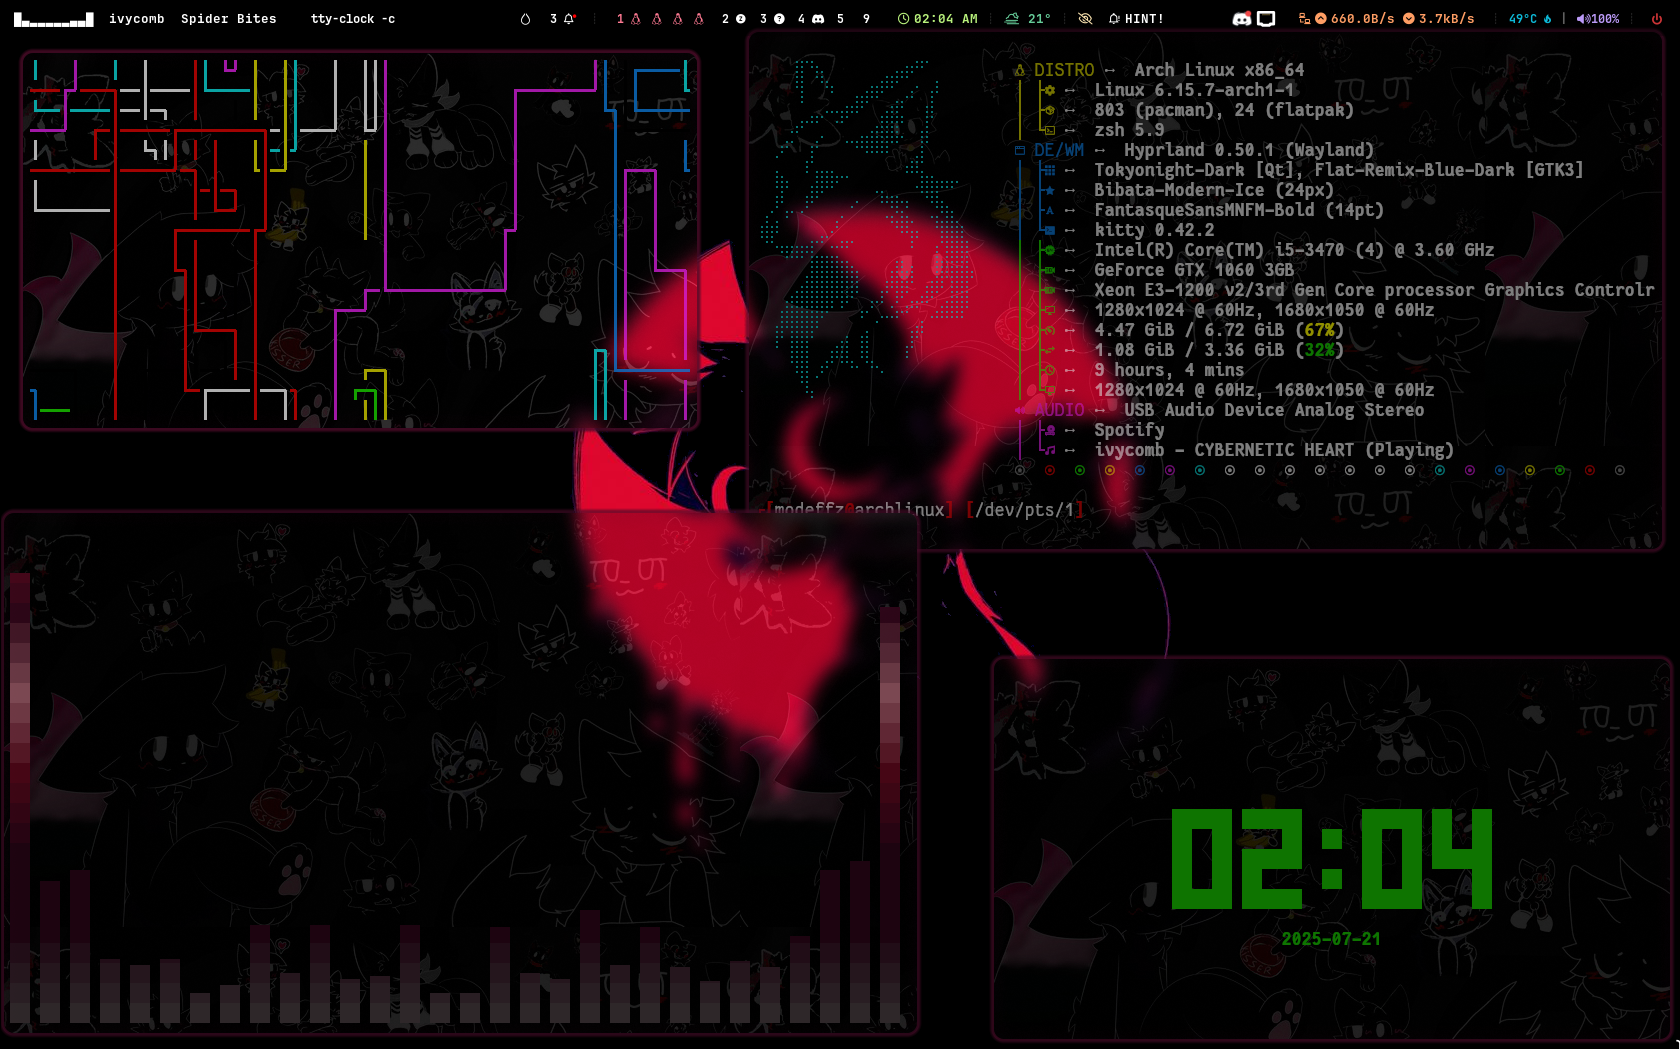 ivycomb Spider Bites tty-clock -c 3 1 2 3 4 5 9 02:04 AM 21° HINT! 660.0B/s 3.7kB/s 49°C | 100%
DISTRO Arch Linux x86_64
Linux 6.15.7-arch1-1
803 (pacman), 24 (flatpak)
zsh 5.9
DE/WM Hyprland 0.50.1 (Wayland)
Tokyonight-Dark [Qt], Flat-Remix-Blue-Dark [GTK3]
Bibata-Modern-Ice (24px)
FantasqueSansMNFM-Bold (14pt)
kitty 0.42.2
Intel(R) Core(TM) i5-3470 (4) @ 3.60 GHz
GeForce GTX 1060 3GB
Xeon E3-1200 v2/3rd Gen Core processor Graphics Controlr
1280x1024 @ 60Hz, 1680x1050 @ 60Hz
4.47 GiB / 6.72 GiB (67%)
1.08 GiB / 3.36 GiB (32%)
9 hours, 4 mins
1280x1024 @ 60Hz, 1680x1050 @ 60Hz
AUDIO USB Audio Device Analog Stereo
Spotify
ivycomb - CYBERNETIC HEART (Playing)
[modeffz@archlinux] [/dev/pts/1]
02:04
2025-07-21